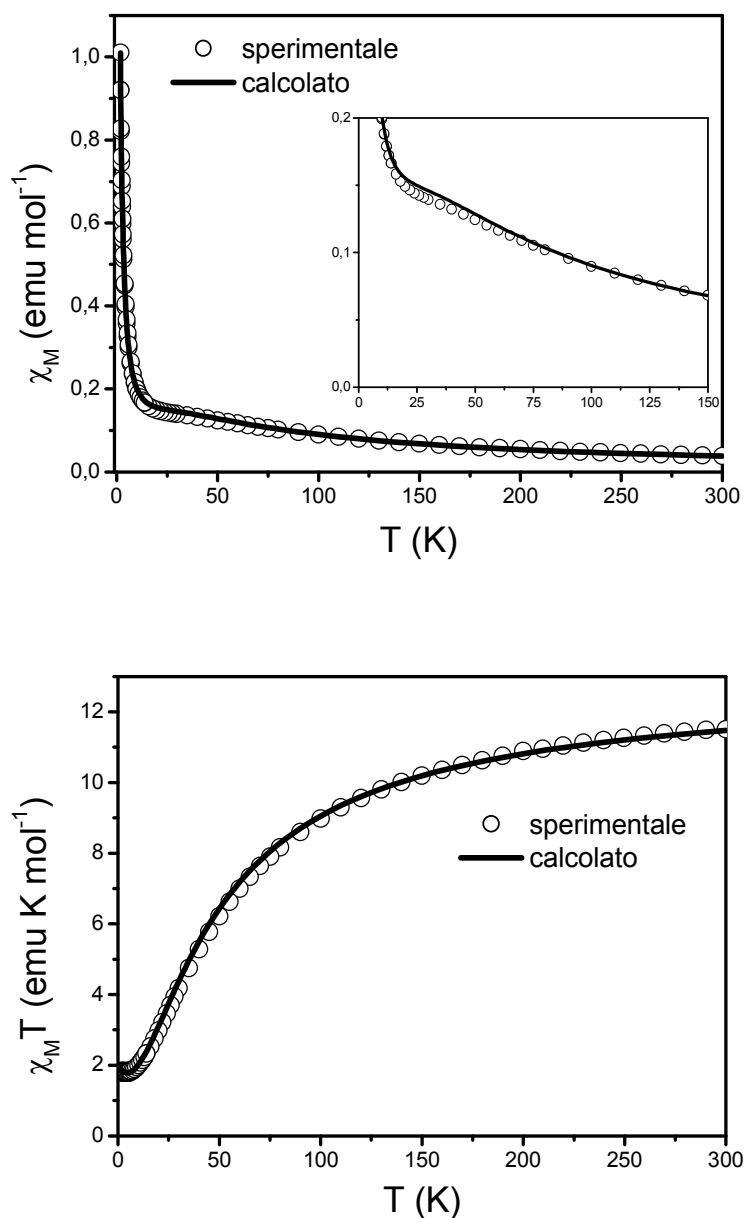 1,0
0,8
0,6
0,4
0,2
0,0
χM (emu mol-1)
sperimentale
calcolato
0,2
0,1
0,0
0 25 50 75 100 125 150
0 50 100 150 200 250 300
T (K)
12
10
8
6
4
2
0
χMT (emu K mol-1)
sperimentale
calcolato
0 50 100 150 200 250 300
T (K)